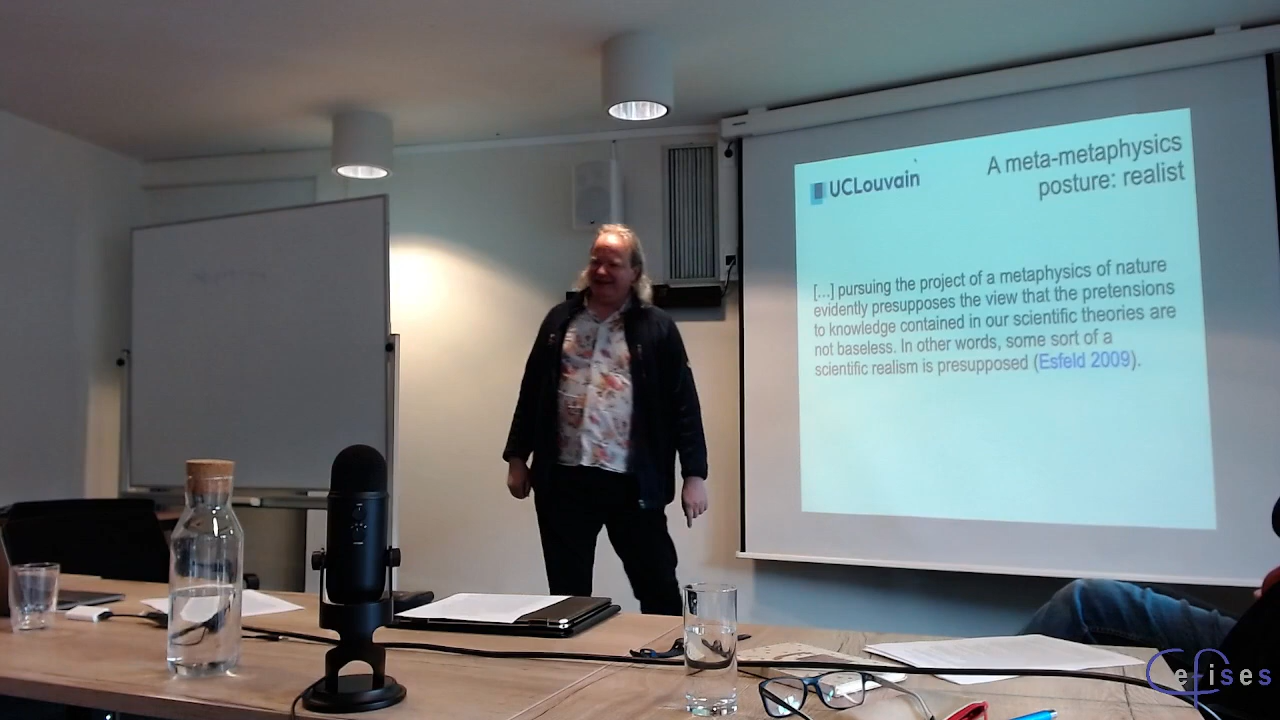 UCLouvain
A meta-metaphysics
posture: realist
[...] pursuing the project of a metaphysics of nature
evidently presupposes the view that the pretensions
to knowledge contained in our scientific theories are
not baseless. In other words, some sort of a
scientific realism is presupposed (Esfeld 2009).
Cefises